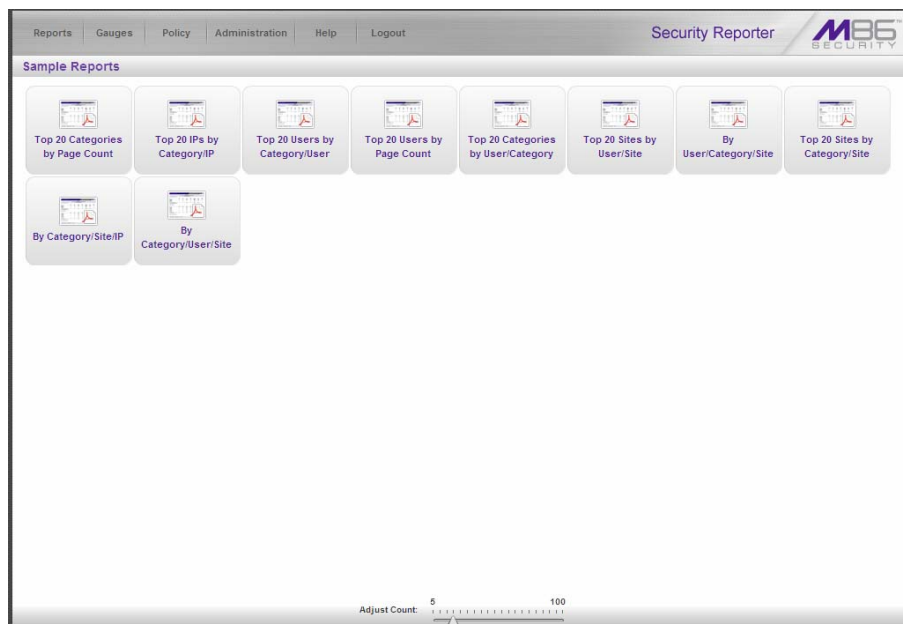 Reports Gauges Policy Administration Help Logout
Security Reporter
M86
SECURITY
Sample Reports
Top 20 Categories
by Page Count
Top 20 IPs by
Category/IP
Top 20 Users by
Category/User
Top 20 Users by
Page Count
Top 20 Categories
by User/Category
Top 20 Sites by
User/Site
By
User/Category/Site
Top 20 Sites by
Category/Site
By Category/Site/IP
By
Category/User/Site
Adjust Count: 5 100